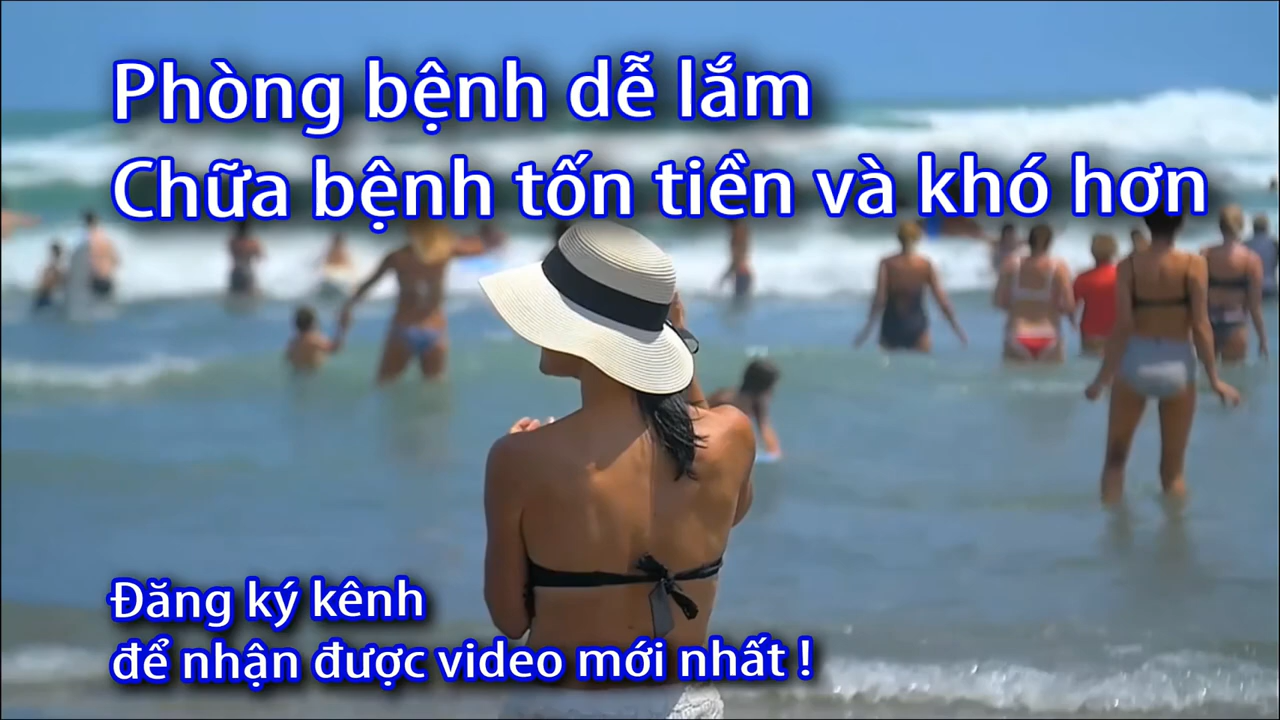 Phòng bệnh dễ lắm
Chữa bệnh tốn tiền và khó hơn
Đăng ký kênh
để nhận được video mới nhất !